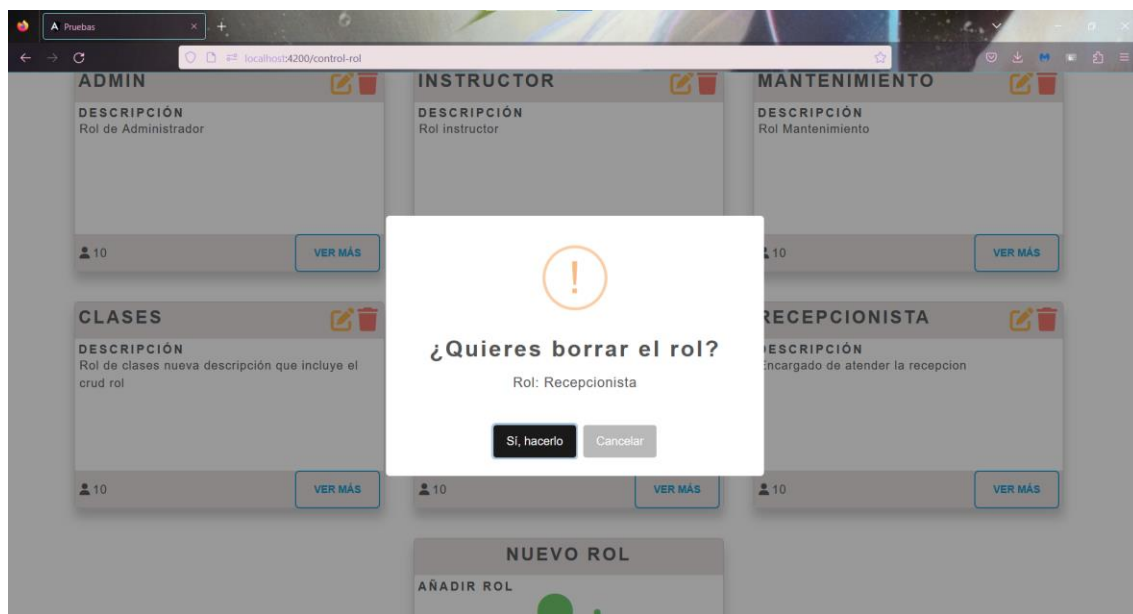 Pruebas
localhost:4200/control-rol
ADMIN
INSTRUCTOR
MANTENIMIENTO
DESCRIPCIÓN
Rol de Administrador
DESCRIPCIÓN
Rol instructor
DESCRIPCIÓN
Rol Mantenimiento
10
VER MÁS
10
VER MÁS
!
¿Quieres borrar el rol?
Rol: Recepcionista
Sí, hacerlo
Cancelar
CLASES
RECEPCIONISTA
DESCRIPCIÓN
Rol de clases nueva descripción que incluye el
crud rol
DESCRIPCIÓN
Encargado de atender la recepcion
10
VER MÁS
10
VER MÁS
10
VER MÁS
NUEVO ROL
AÑADIR ROL